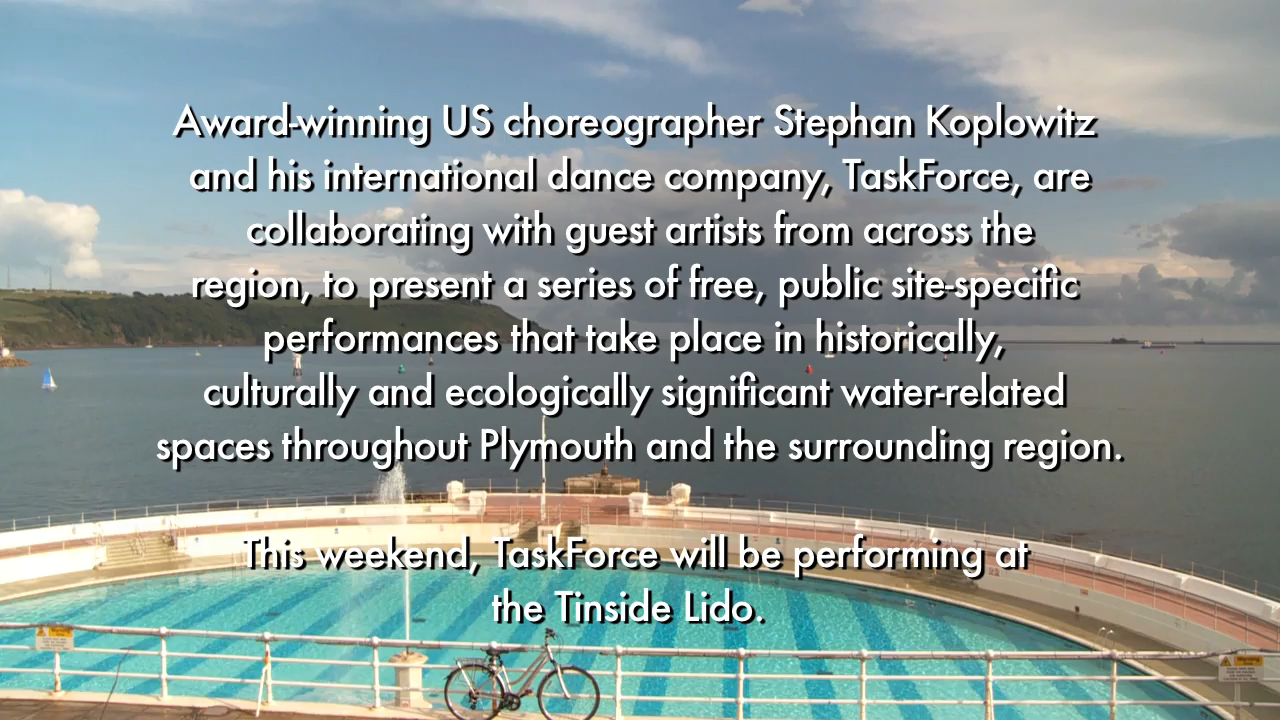 Award-winning US choreographer Stephan Koplowitz
and his international dance company, TaskForce, are
collaborating with guest artists from across the
region, to present a series of free, public site-specific
performances that take place in historically,
culturally and ecologically significant water-related
spaces throughout Plymouth and the surrounding region.
This weekend, TaskForce will be performing at
the Tinside Lido.